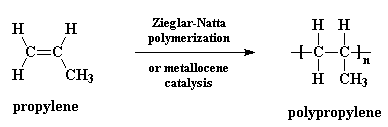 H H
C=C
H CH3
propylene
Ziegler-Natta
polymerization
or metallocene
catalysis
H H
[ C C ]n
H CH3
polypropylene